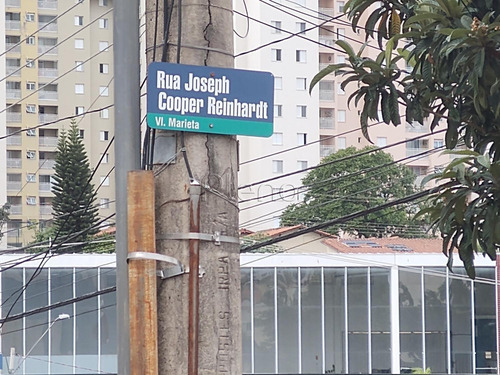 Rua Joseph
Cooper Reinhardt
Vl. Marieta